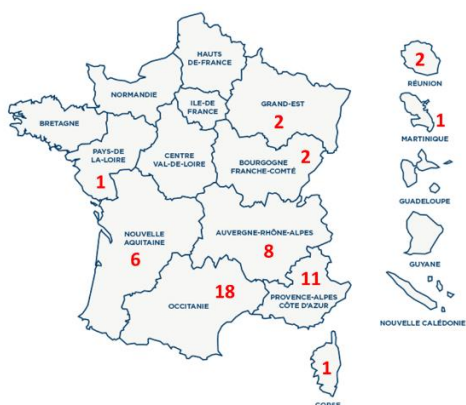 HAUTS
DE-FRANCE
NORMANDIE
ILE-DE
FRANCE
GRAND-EST
2
BRETAGNE
PAYS-DE
LA-LOIRE
1
CENTRE
VAL-DE-LOIRE
BOURGOGNE
FRANCHE-COMTÉ
2
NOUVELLE
AQUITAINE
6
AUVERGNE-RHÔNE-ALPES
8
OCCITANIE
18
11
PROVENCE-ALPES
CÔTE D'AZUR
1
CORSE
2
RÉUNION
1
MARTINIQUE
GUADELOUPE
GUYANE
NOUVELLE CALÉDONIE